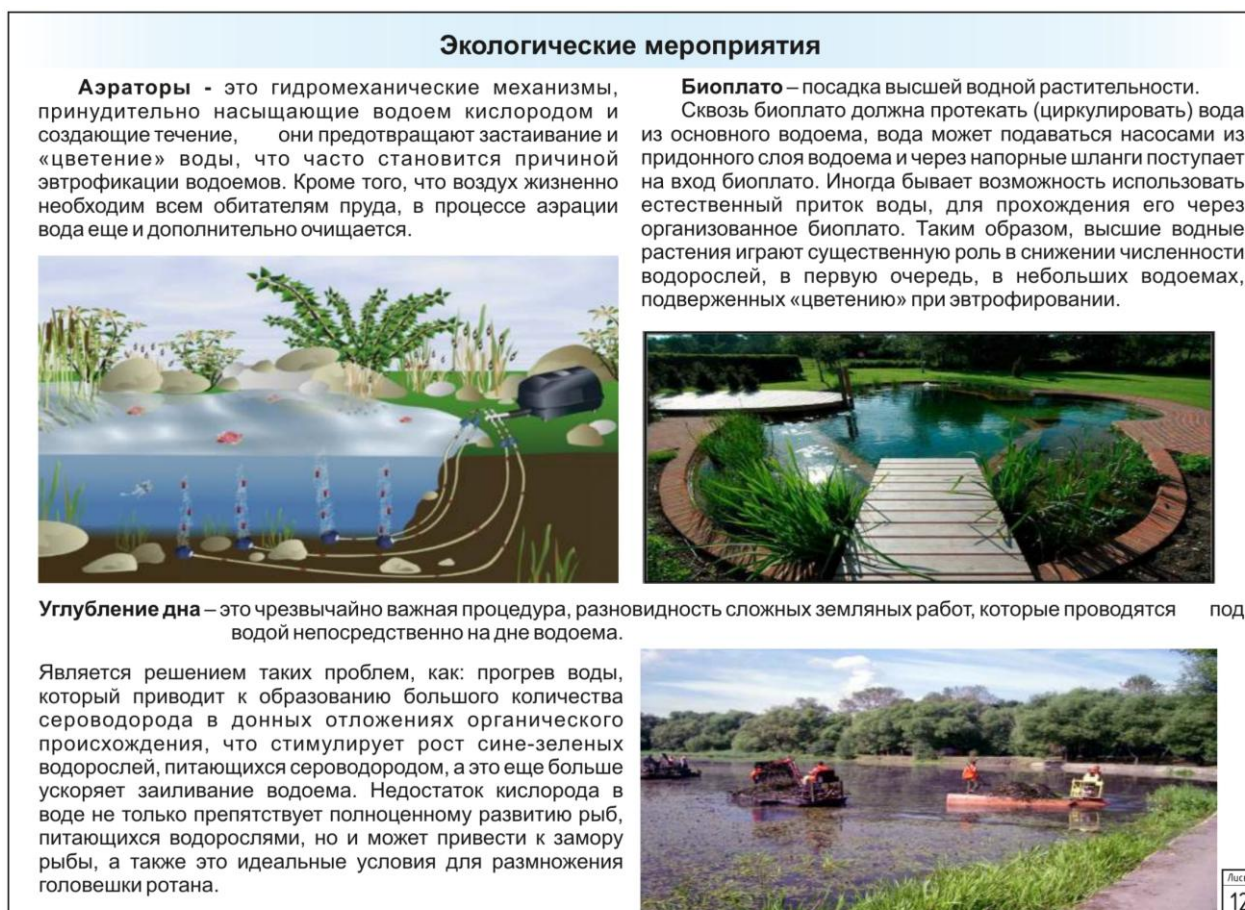 Экологические мероприятия
Аэраторы - это гидромеханические механизмы,
принудительно насыщающие водоем кислородом и
создающие течение, они предотвращают застаивание и
«цветение» воды, что часто становится причиной
эвтрофикации водоемов. Кроме того, что воздух жизненно
необходим всем обитателям пруда, в процессе аэрации
вода еще и дополнительно очищается.
Биоплато – посадка высшей водной растительности.
Сквозь биоплато должна протекать (циркулировать) вода
из основного водоема, вода может подаваться насосами из
придонного слоя водоема и через напорные шланги поступает
на вход биоплато. Иногда бывает возможность использовать
естественный приток воды, для прохождения его через
организованное биоплато. Таким образом, высшие водные
растения играют существенную роль в снижении численности
водорослей, в первую очередь, в небольших водоемах,
подверженных «цветению» при эвтрофировании.
Углубление дна – это чрезвычайно важная процедура, разновидность сложных земляных работ, которые проводятся под
водой непосредственно на дне водоема.
Является решением таких проблем, как: прогрев воды,
который приводит к образованию большого количества
сероводорода в донных отложениях органического
происхождения, что стимулирует рост сине-зеленых
водорослей, питающихся сероводородом, а это еще больше
ускоряет заиливание водоема. Недостаток кислорода в
воде не только препятствует полноценному развитию рыб,
питающихся водорослями, но и может привести к замору
рыбы, а также это идеальные условия для размножения
головешки ротана.
12